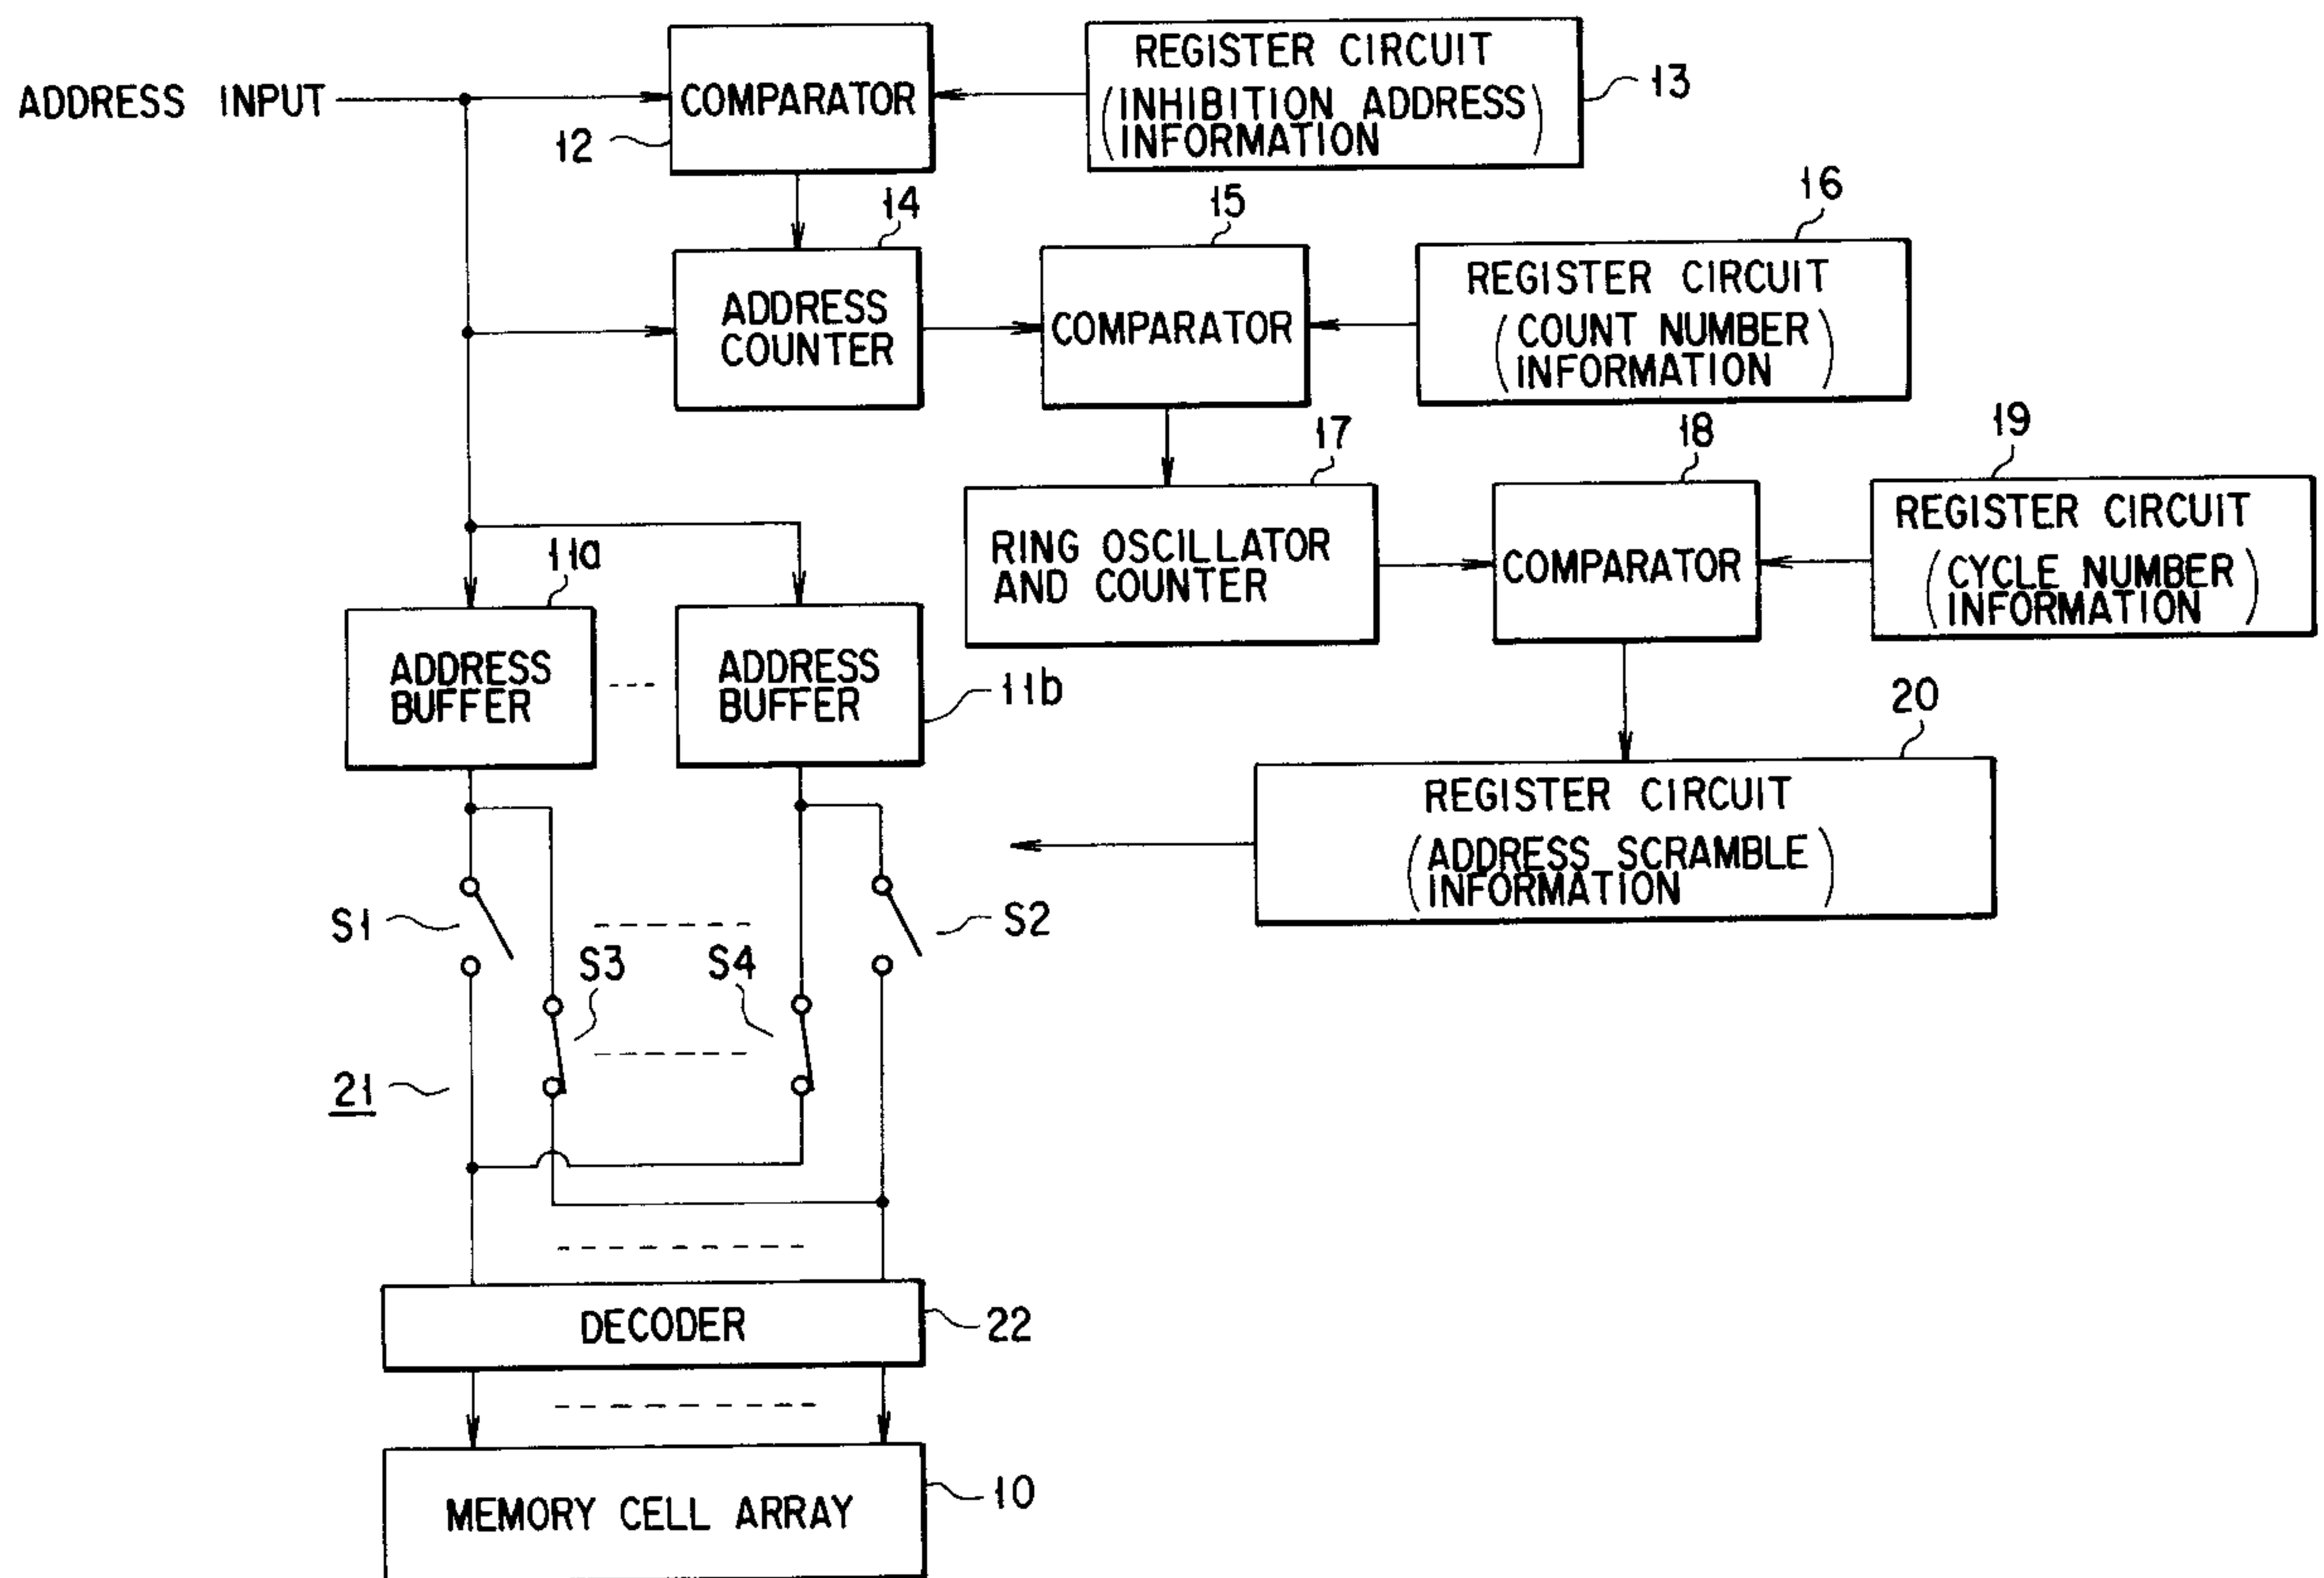 ADDRESS INPUT
COMPARATOR
12
REGISTER CIRCUIT
(INHIBITION ADDRESS
INFORMATION)
13
14
ADDRESS
COUNTER
15
COMPARATOR
16
REGISTER CIRCUIT
(COUNT NUMBER
INFORMATION)
17
RING OSCILLATOR
AND COUNTER
18
COMPARATOR
19
REGISTER CIRCUIT
(CYCLE NUMBER
INFORMATION)
11a
ADDRESS
BUFFER
ADDRESS
BUFFER
11b
20
REGISTER CIRCUIT
(ADDRESS SCRAMBLE
INFORMATION)
S1
S3
S4
S2
21
DECODER
22
MEMORY CELL ARRAY
10